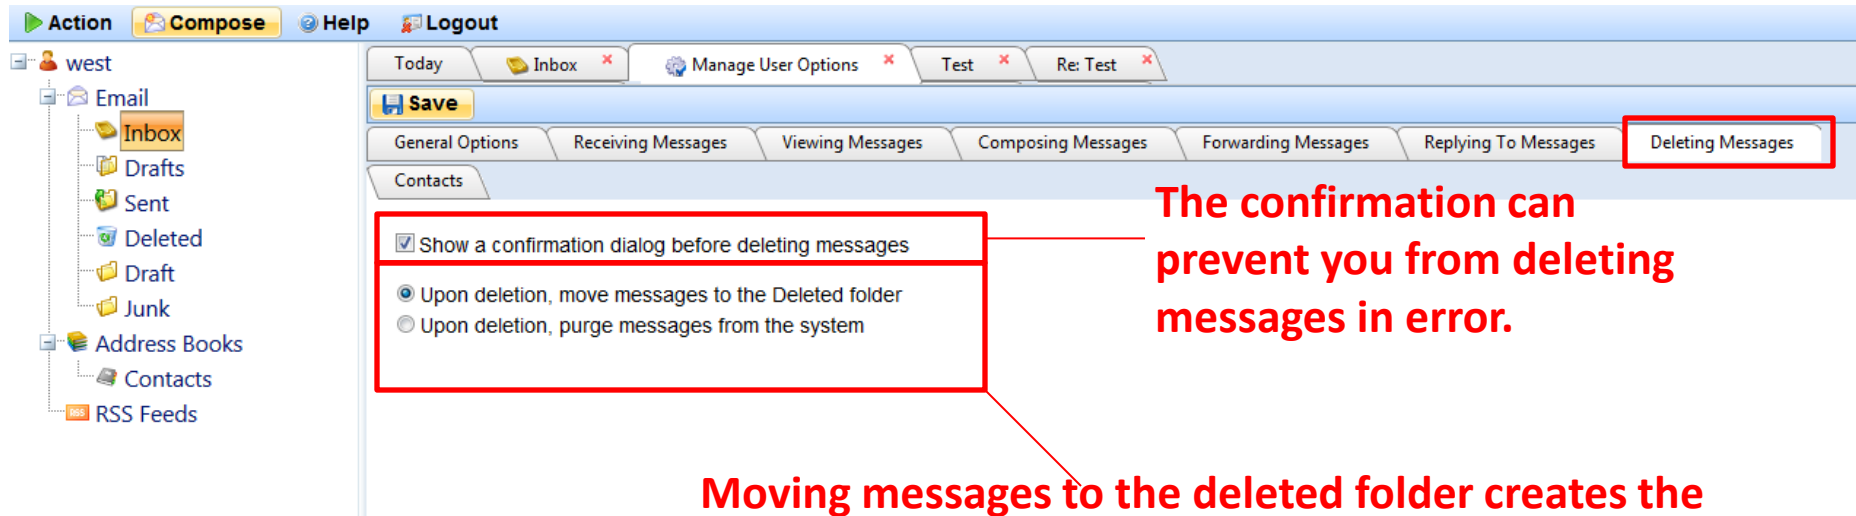 Action Compose Help Logout
west
Email
Inbox
Drafts
Sent
Deleted
Draft
Junk
Address Books
Contacts
RSS RSS Feeds
Today Inbox Manage User Options Test Re: Test
Save
General Options Receiving Messages Viewing Messages Composing Messages Forwarding Messages Replying To Messages Deleting Messages
Contacts
Show a confirmation dialog before deleting messages
Upon deletion, move messages to the Deleted folder
Upon deletion, purge messages from the system
The confirmation can
prevent you from deleting
messages in error.
Moving messages to the deleted folder creates the